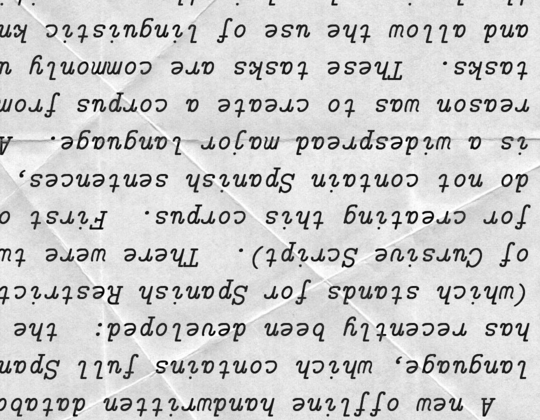 A new offline handwritten databa
language, which contains full Span
has recently been developed: the
(which stands for Spanish Restrict
of Cursive Script). There were tw
for creating this corpus. First o
do not contain Spanish sentences,
is a widespread major language. A
reason was to create a corpus from
tasks. These tasks are commonly u
and allow the use of linguistic kn